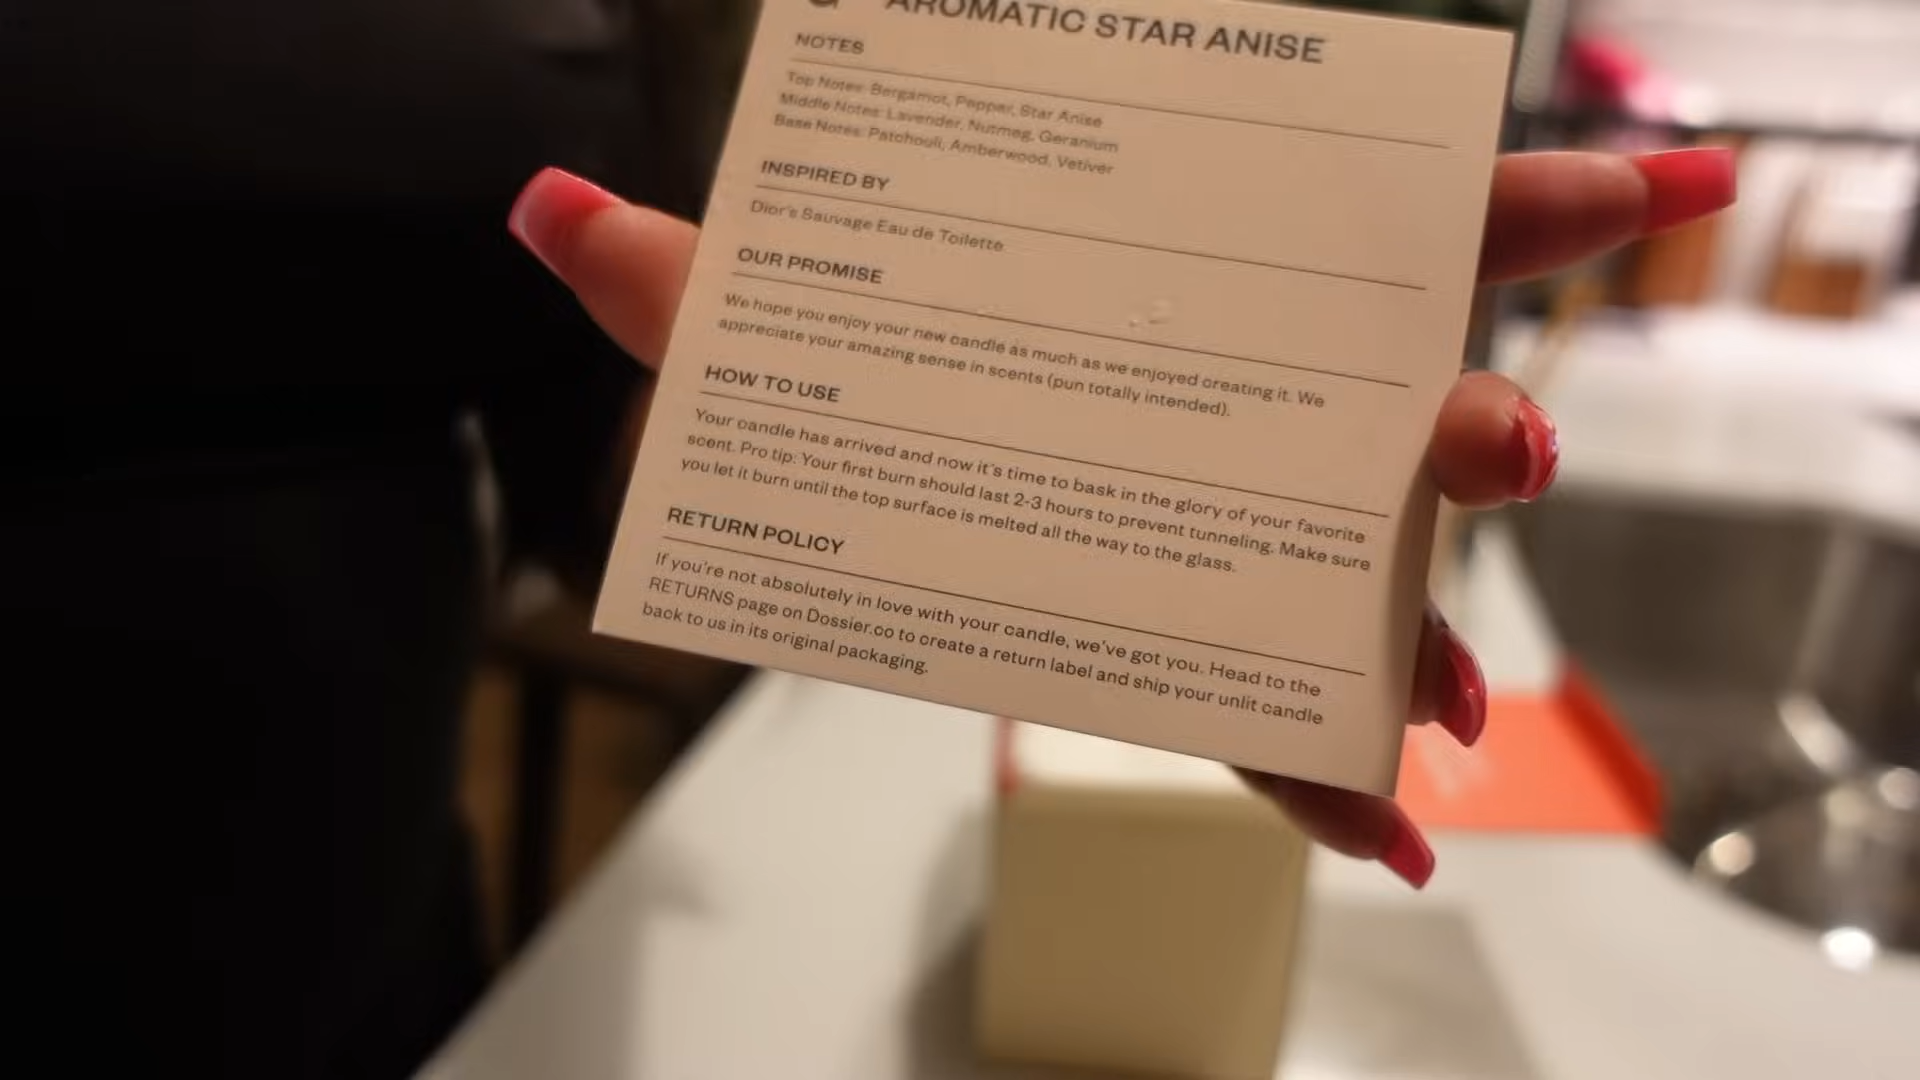 AROMATIC STAR ANISE
NOTES
Top Notes: Bergamot, Pepper, Star Anise
Middle Notes: Lavender, Nutmeg, Geranium
Base Notes: Patchouli, Amberwood, Vetiver
INSPIRED BY
Dior's Sauvage Eau de Toilette
OUR PROMISE
We hope you enjoy your new candle as much as we enjoyed creating it. We
appreciate your amazing sense in scents (pun totally intended).
HOW TO USE
Your candle has arrived and now it's time to bask in the glory of your favorite
scent. Pro tip: Your first burn should last 2-3 hours to prevent tunneling. Make sure
you let it burn until the top surface is melted all the way to the glass.
RETURN POLICY
If you're not absolutely in love with your candle, we've got you. Head to the
RETURNS page on Dossier.co to create a return label and ship your unlit candle
back to us in its original packaging.